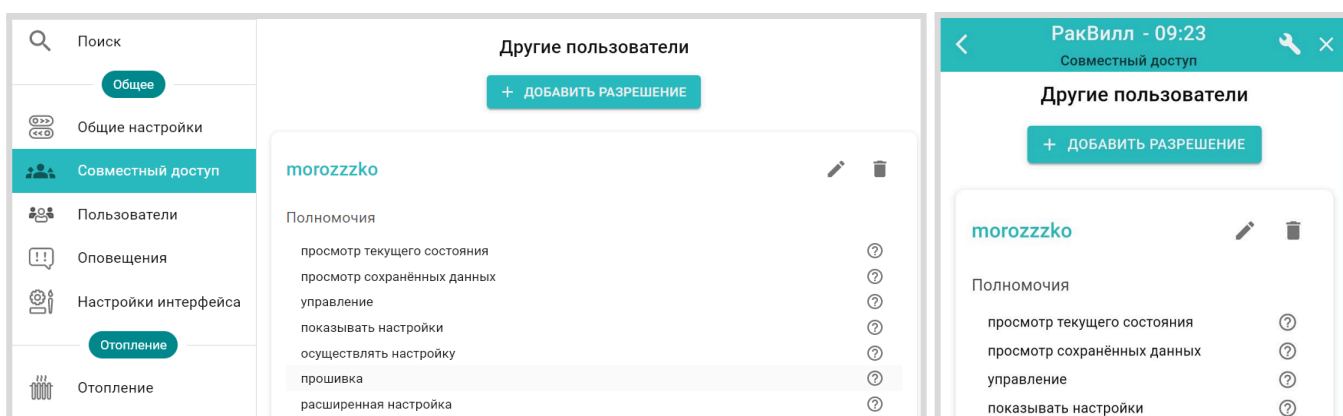 Поиск
Общее
Общие настройки
Совместный доступ
Пользователи
Оповещения
Настройки интерфейса
Отопление
Отопление
Другие пользователи
+ ДОБАВИТЬ РАЗРЕШЕНИЕ
morozzzko
Полномочия
просмотр текущего состояния
просмотр сохранённых данных
управление
показывать настройки
осуществлять настройку
прошивка
расширенная настройка
РакВилл - 09:23
Совместный доступ
Другие пользователи
+ ДОБАВИТЬ РАЗРЕШЕНИЕ
morozzzko
Полномочия
просмотр текущего состояния
просмотр сохранённых данных
управление
показывать настройки